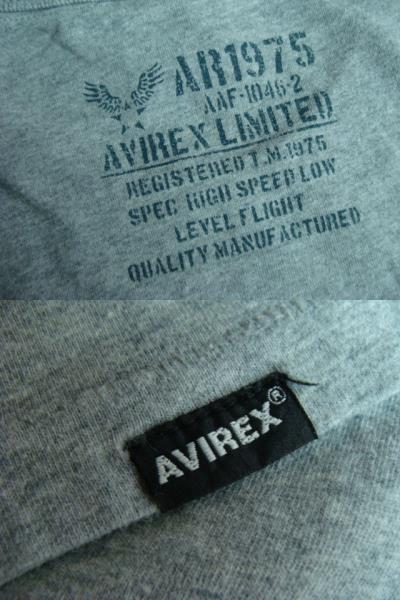 AR1975
AAF-1046-2
AVIREX LIMITED
REGISTERED T.M.1975
SPEC HIGH SPEED LOW
LEVEL FLIGHT
QUALITY MANUFACTURED
AVIREX®